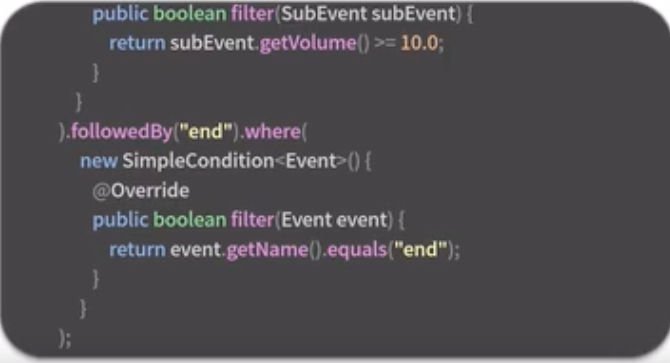 public boolean filter(SubEvent subEvent) {
return subEvent.getVolume() >= 10.0;
}
}
).followedBy("end").where(
new SimpleCondition<Event>() {
@Override
public boolean filter(Event event) {
return event.getName().equals("end");
}
}
);